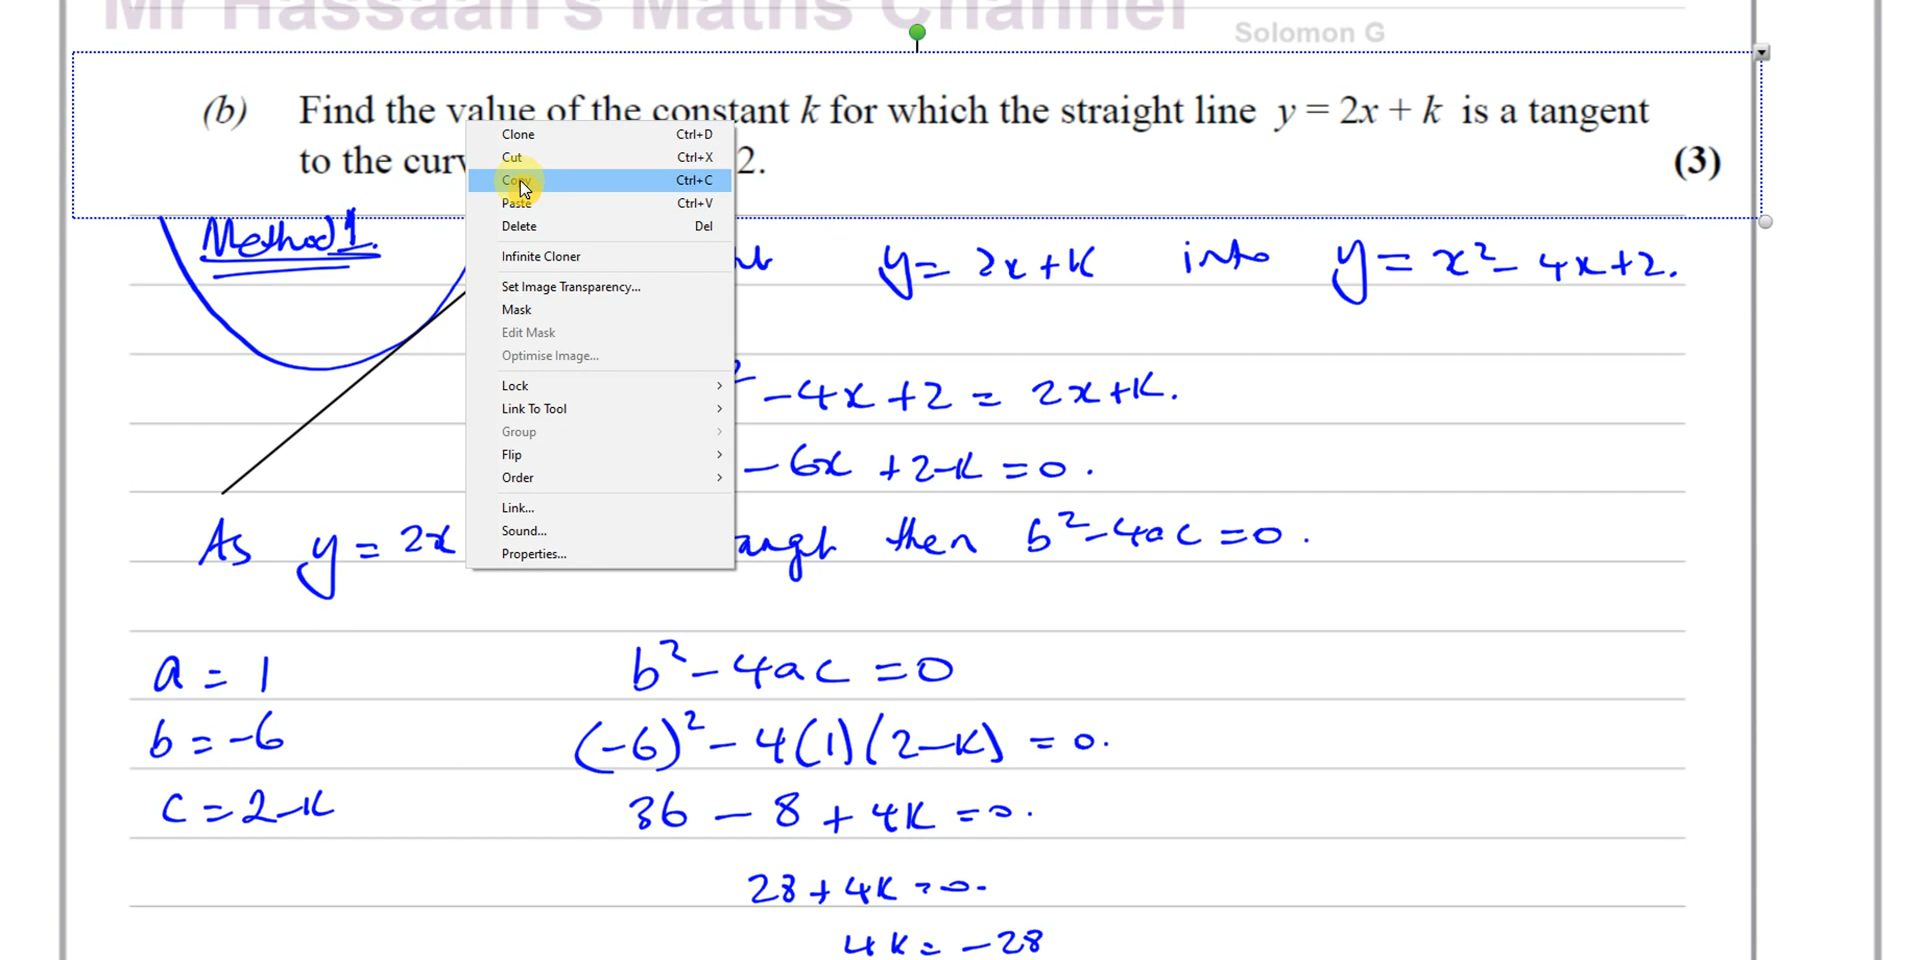 Mr Hassaan's Maths Channel
Solomon G
(b) Find the value of the constant k for which the straight line y = 2x + k is a tangent
to the curv 2. (3)
Clone Ctrl+D
Cut Ctrl+X
Copy Ctrl+C
Paste Ctrl+V
Delete Del
Infinite Cloner
Set Image Transparency...
Mask
Edit Mask
Optimise Image...
Lock
Link To Tool
Group
Flip
Order
Link...
Sound...
Properties...
Method 1.
y = 2x + k into y = x² - 4x + 2.
² - 4x + 2 = 2x + k.
- 6x + 2 - k = 0.
As y = 2x then b² - 4ac = 0.
a = 1 b² - 4ac = 0
b = -6 (-6)² - 4(1)(2-k) = 0.
c = 2-k 36 - 8 + 4k = 0.
28 + 4k = 0.
4k = -28